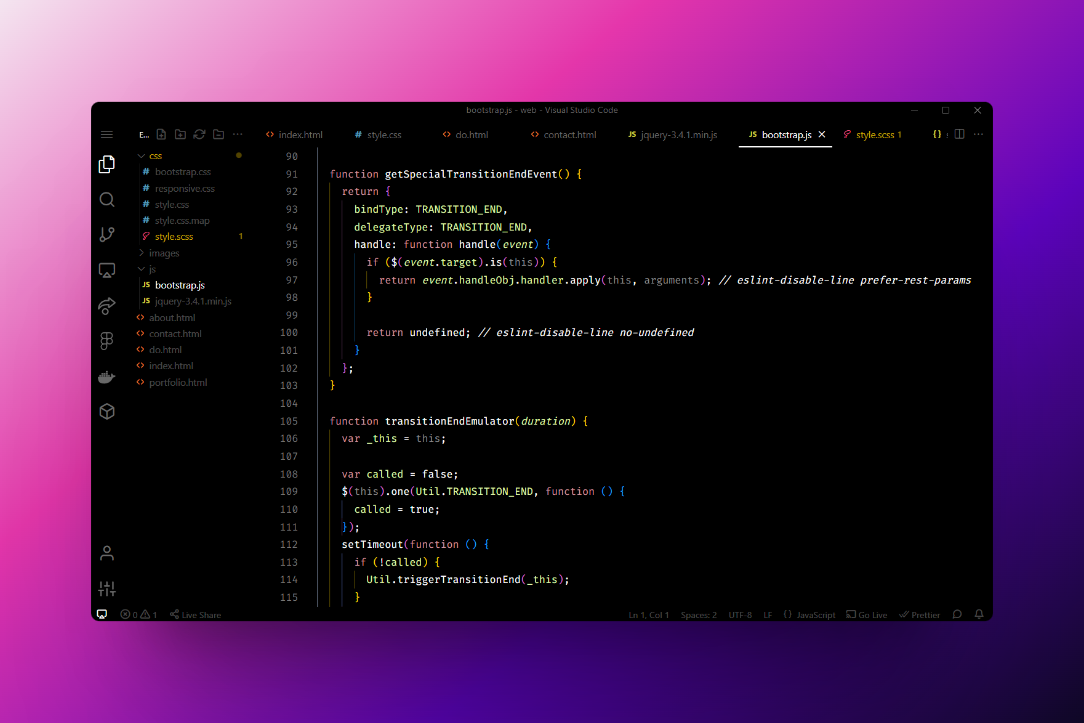 bootstrap.js - web - Visual Studio Code
E...
index.html
style.css
do.html
contact.html
jquery-3.4.1.min.js
bootstrap.js
style.scss 1
css
bootstrap.css
responsive.css
style.css
style.css.map
style.scss 1
images
js
bootstrap.js
jquery-3.4.1.min.js
about.html
contact.html
do.html
index.html
portfolio.html
90
91 function getSpecialTransitionEndEvent() {
92 return {
93 bindType: TRANSITION_END,
94 delegateType: TRANSITION_END,
95 handle: function handle(event) {
96 if ($(event.target).is(this)) {
97 return event.handleObj.handler.apply(this, arguments); // eslint-disable-line prefer-rest-params
98 }
99
100 return undefined; // eslint-disable-line no-undefined
101 }
102 };
103 }
104
105 function transitionEndEmulator(duration) {
106 var _this = this;
107
108 var called = false;
109 $(this).one(Util.TRANSITION_END, function () {
110 called = true;
111 });
112 setTimeout(function () {
113 if (!called) {
114 Util.triggerTransitionEnd(_this);
115 }
0 1 Live Share
Ln 1, Col 1 Spaces: 2 UTF-8 LF {} JavaScript Go Live Prettier